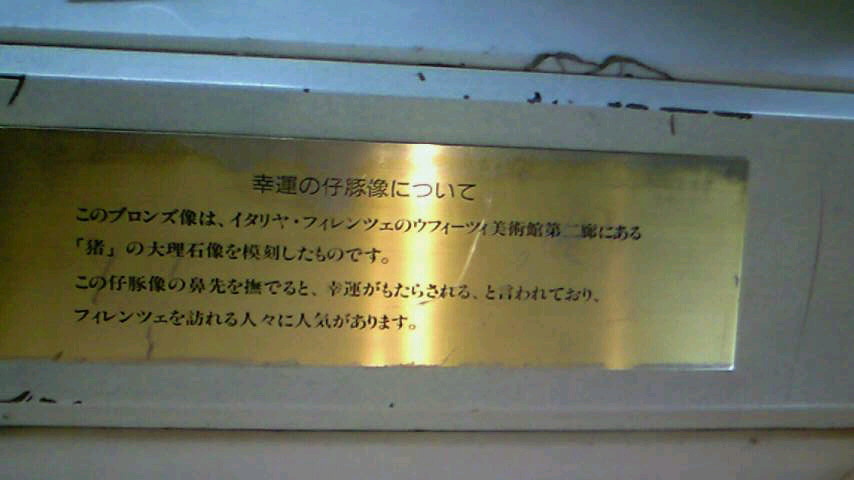 幸運の仔豚像について
このブロンズ像は、イタリヤ・フィレンツェのウフィーツィ美術館第二廊にある
「猪」の大理石像を模刻したものです。
この仔豚像の鼻先を撫でると、幸運がもたらされる、と言われており、
フィレンツェを訪れる人々に人気があります。